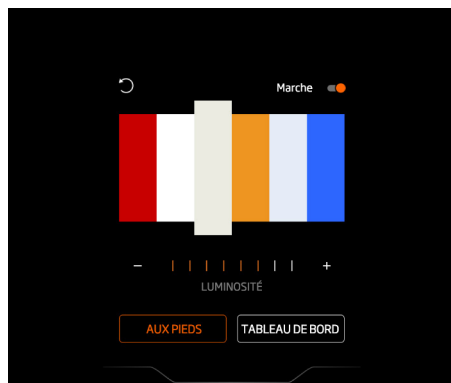 Marche
- +
LUMINOSITÉ
AUX PIEDS TABLEAU DE BORD